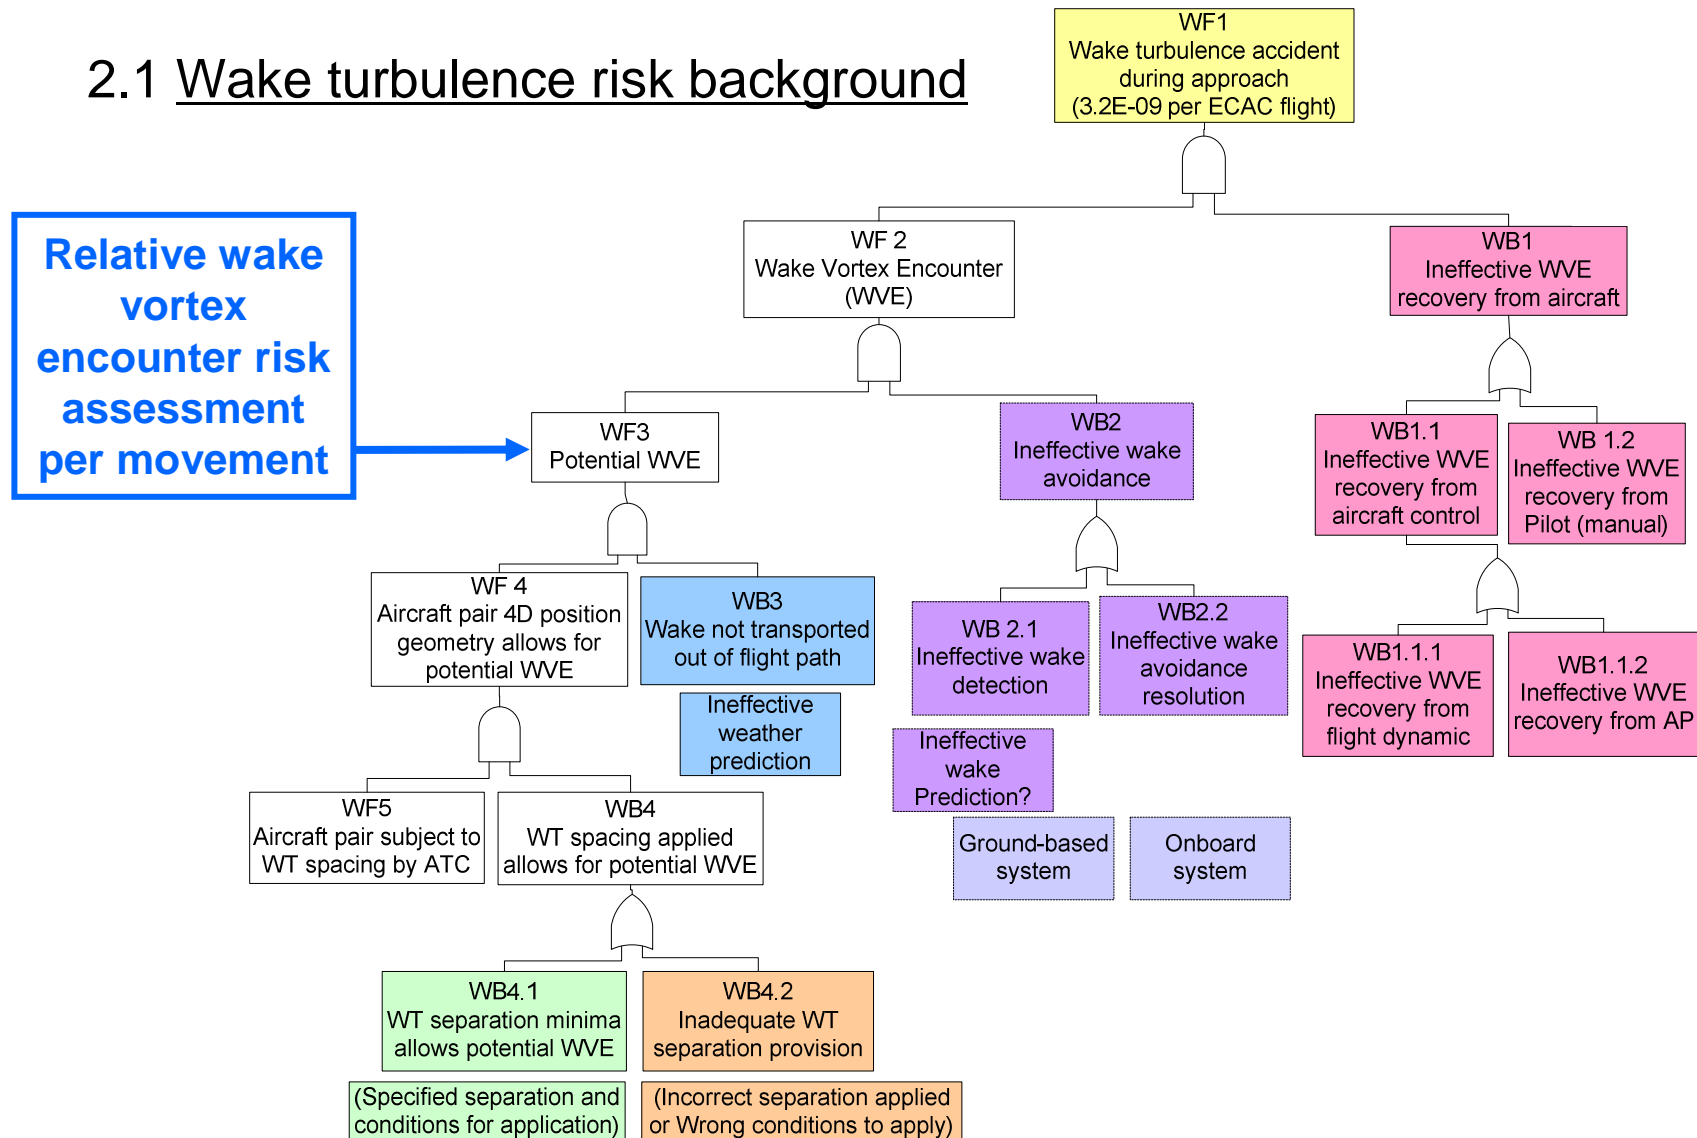 2.1 Wake turbulence risk background
WF1
Wake turbulence accident
during approach
(3.2E-09 per ECAC flight)
Relative wake
vortex
encounter risk
assessment
per movement
WF 2
Wake Vortex Encounter
(WVE)
WB1
Ineffective WVE
recovery from aircraft
WF3
Potential WVE
WB2
Ineffective wake
avoidance
WB1.1
Ineffective WVE
recovery from
aircraft control
WB 1.2
Ineffective WVE
recovery from
Pilot (manual)
WF 4
Aircraft pair 4D position
geometry allows for
potential WVE
WB3
Wake not transported
out of flight path
Ineffective
weather
prediction
WB 2.1
Ineffective wake
detection
WB2.2
Ineffective wake
avoidance
resolution
WB1.1.1
Ineffective WVE
recovery from
flight dynamic
WB1.1.2
Ineffective WVE
recovery from AP
Ineffective
wake
Prediction?
Ground-based
system
Onboard
system
WF5
Aircraft pair subject to
WT spacing by ATC
WB4
WT spacing applied
allows for potential WVE
WB4.1
WT separation minima
allows potential WVE
WB4.2
Inadequate WT
separation provision
(Specified separation and
conditions for application)
(Incorrect separation applied
or Wrong conditions to apply)